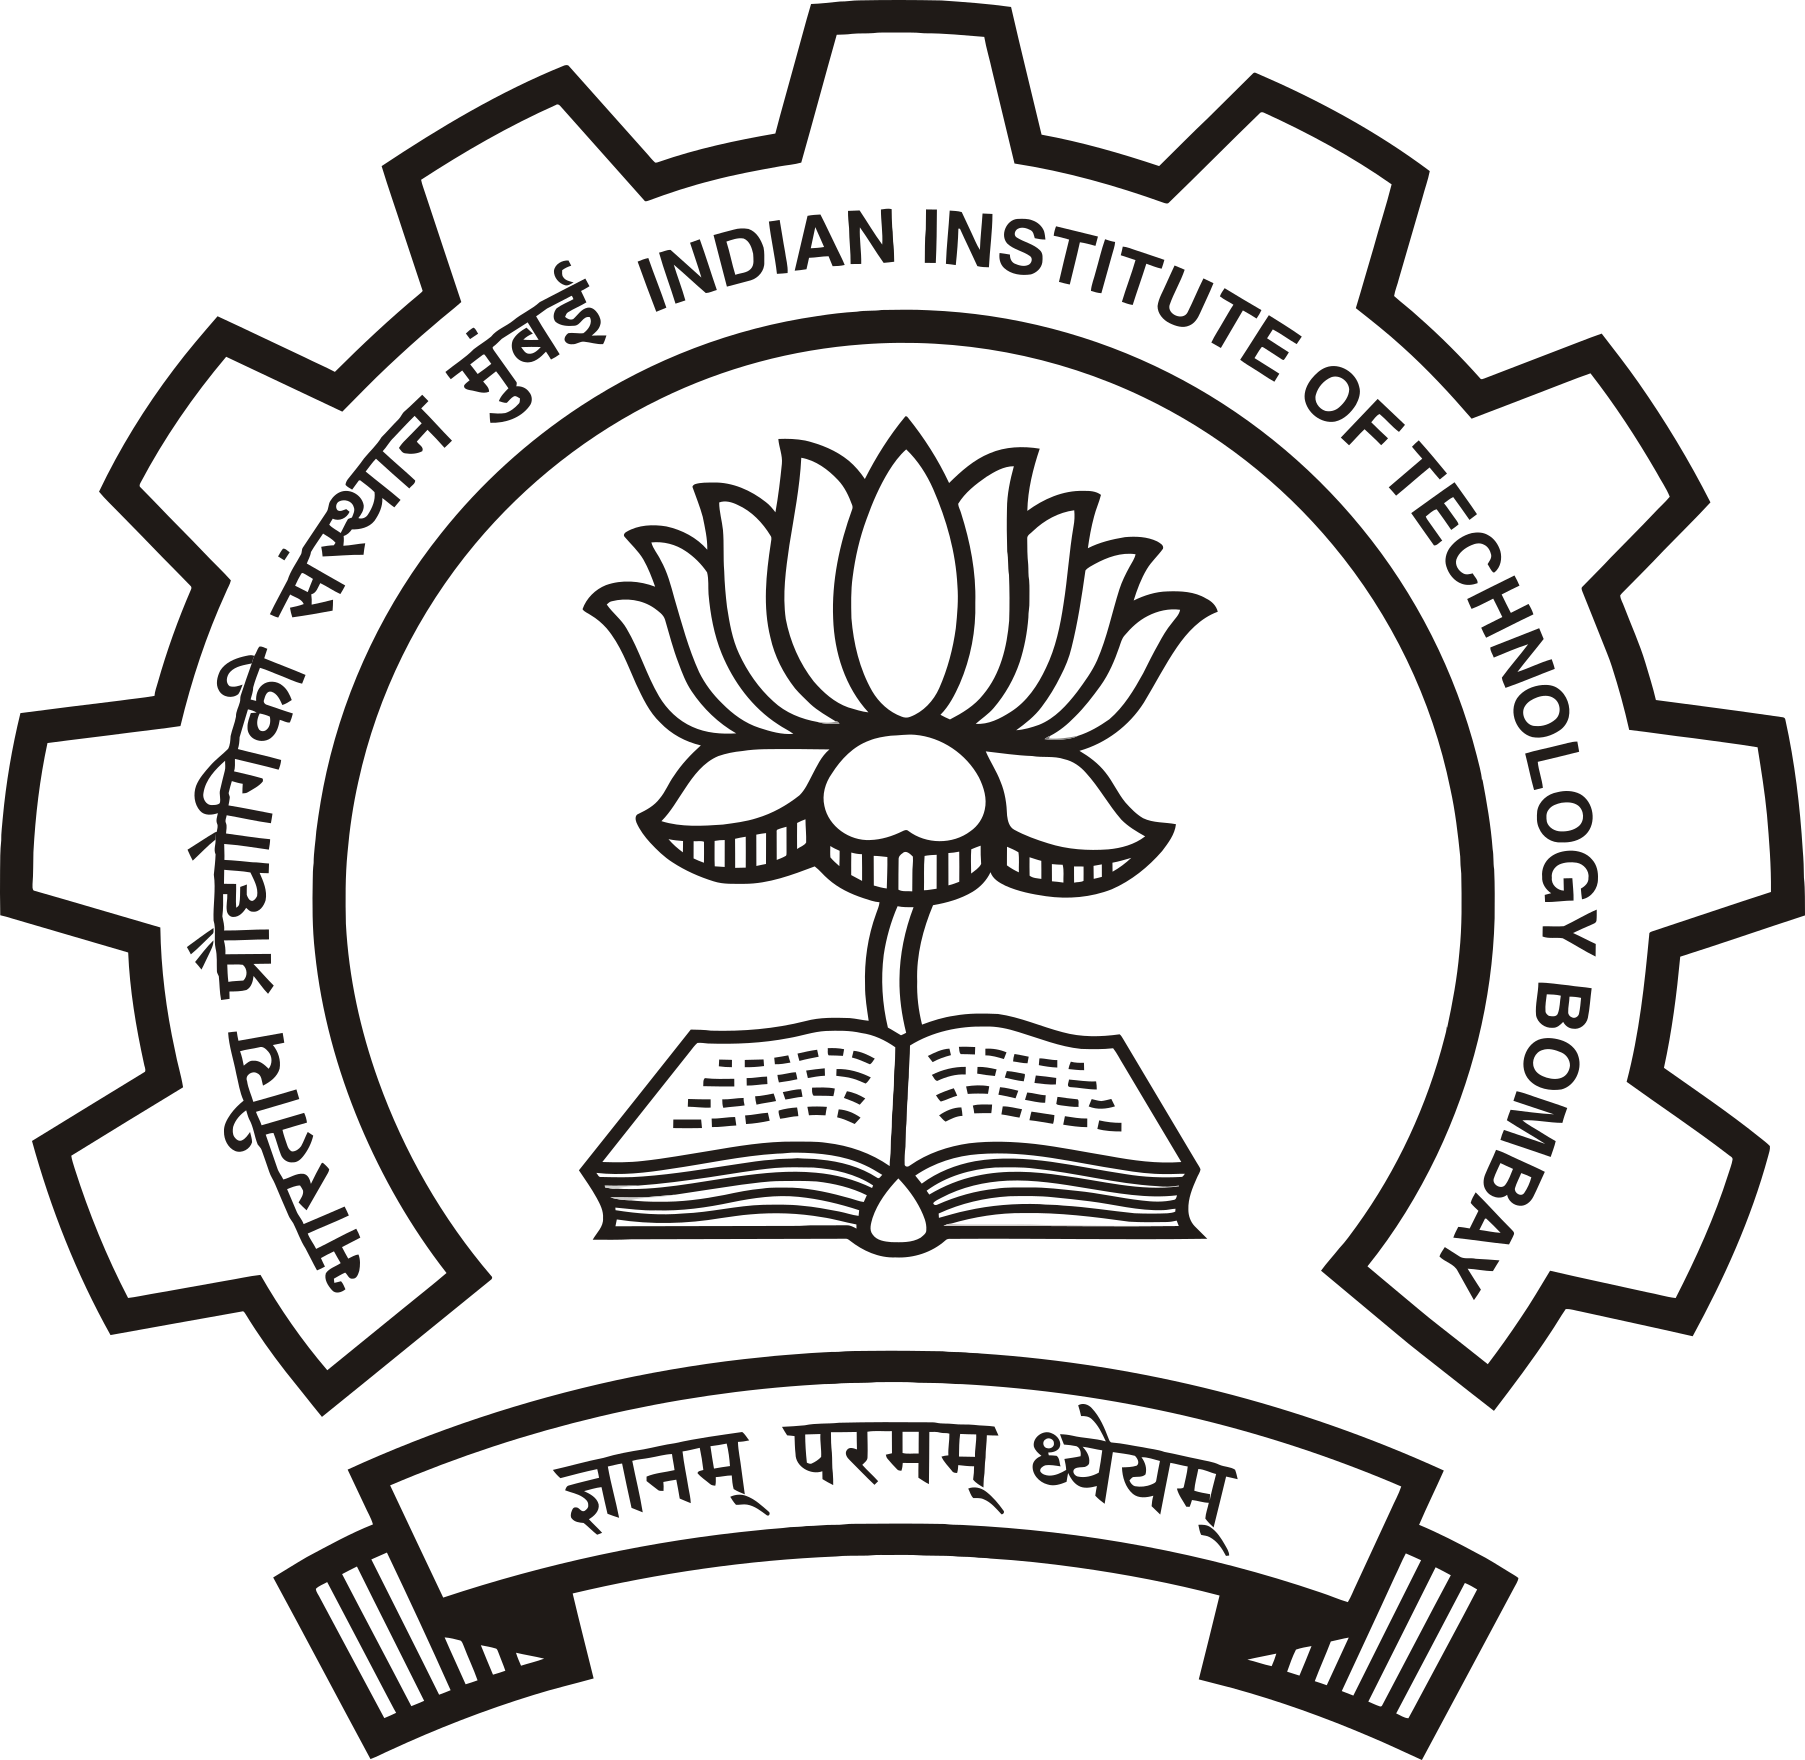 भारतीय प्रौद्योगिकी संस्थान मुंबई
INDIAN INSTITUTE OF TECHNOLOGY BOMBAY
ज्ञानम् परमम् ध्येयम्